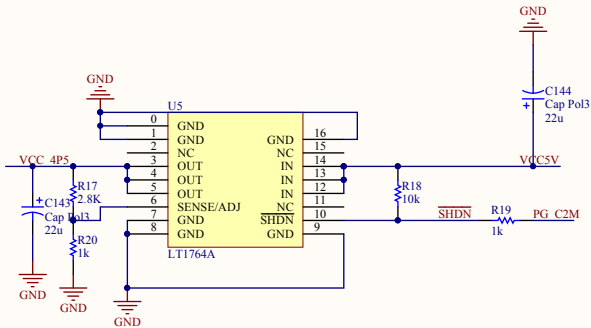 GND
C144
Cap Pol3
22u
GND
U5
0 GND
1 GND GND 16
2 NC NC 15
VCC_4P5 3 OUT IN 14 VCC5V
4 OUT IN 13
5 OUT IN 12
6 SENSE/ADJ NC 11
7 GND SHDN 10
8 GND GND 9
LT1764A
C143
Cap Pol3
22u
R17
2.8K
R20
1k
R18
10k
SHDN
R19
1k
PG_C2M
GND
GND
GND